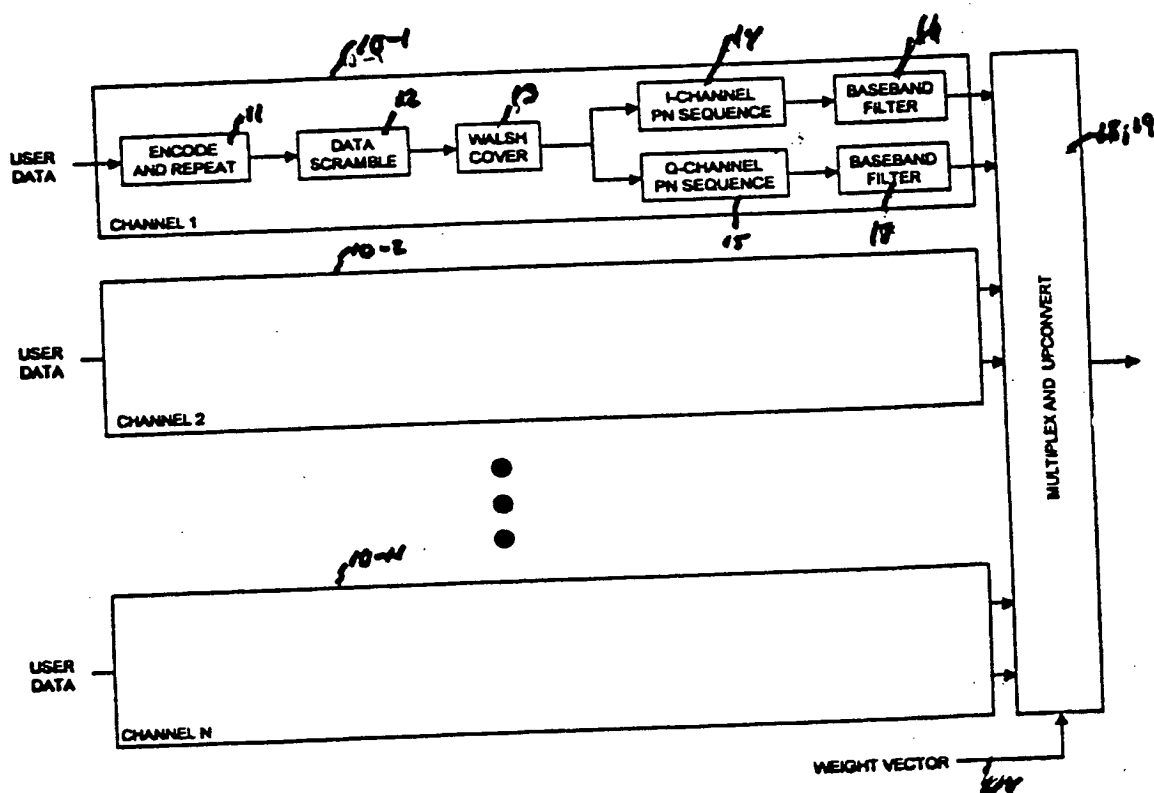 10-1
14
11
12
13
I-CHANNEL
PN SEQUENCE
BASEBAND
FILTER
USER
DATA
ENCODE
AND REPEAT
DATA
SCRAMBLE
WALSH
COVER
Q-CHANNEL
PN SEQUENCE
BASEBAND
FILTER
CHANNEL 1
15
10-2
USER
DATA
CHANNEL 2
MULTIPLEX AND UPCONVERT
10-N
USER
DATA
CHANNEL N
WEIGHT VECTOR